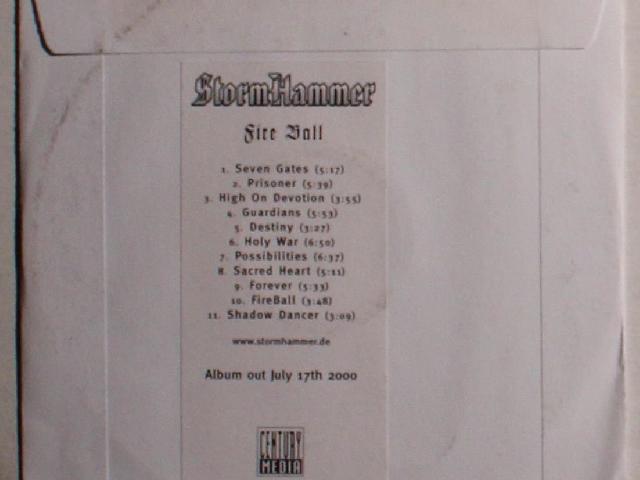 StormHammer
Fire Ball
1. Seven Gates (5:17)
2. Prisoner (5:39)
3. High On Devotion (3:55)
4. Guardians (5:53)
5. Destiny (3:27)
6. Holy War (6:50)
7. Possibilities (6:37)
8. Sacred Heart (5:11)
9. Forever (5:33)
10. FireBall (3:48)
11. Shadow Dancer (3:09)
www.stormhammer.de
Album out July 17th 2000
CENTURY
MEDIA